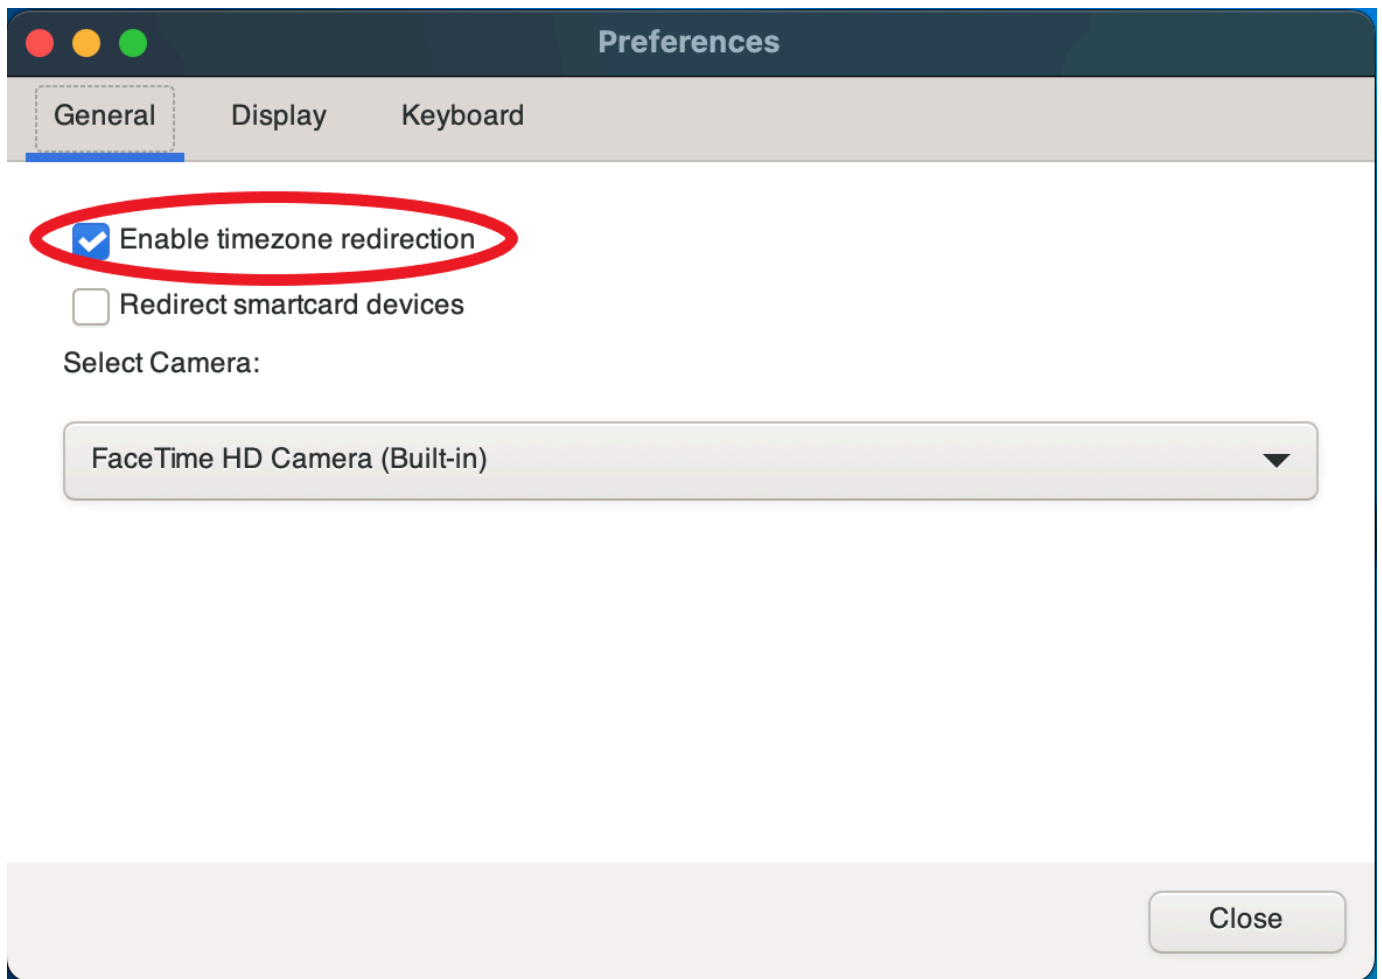 Preferences
General Display Keyboard
Enable timezone redirection
Redirect smartcard devices
Select Camera:
FaceTime HD Camera (Built-in)
Close